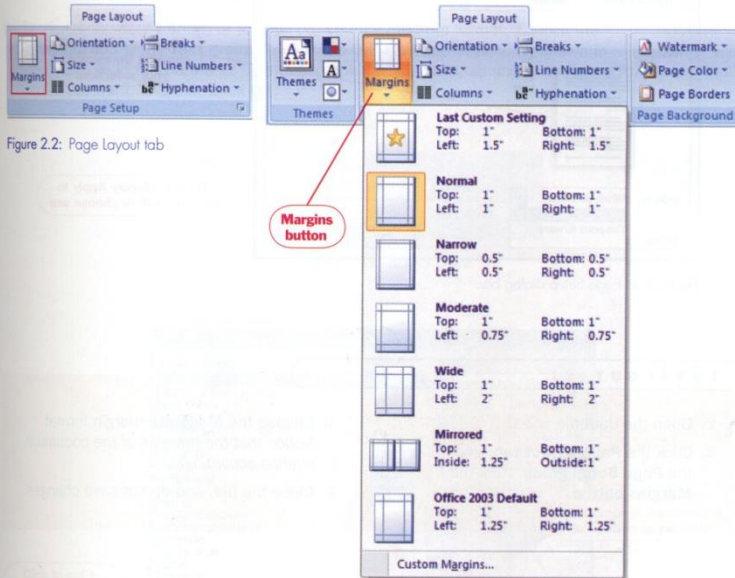 Page Layout
Margins
Orientation
Size
Columns
Breaks
Line Numbers
Hyphenation
Page Setup
Figure 2.2: Page Layout tab
Page Layout
Themes
Themes
Margins
Orientation
Size
Columns
Breaks
Line Numbers
Hyphenation
Watermark
Page Color
Page Borders
Page Background
Margins
button
Last Custom Setting
Top: 1" Bottom: 1"
Left: 1.5" Right: 1.5"
Normal
Top: 1" Bottom: 1"
Left: 1" Right: 1"
Narrow
Top: 0.5" Bottom: 0.5"
Left: 0.5" Right: 0.5"
Moderate
Top: 1" Bottom: 1"
Left: 0.75" Right: 0.75"
Wide
Top: 1" Bottom: 1"
Left: 2" Right: 2"
Mirrored
Top: 1" Bottom: 1"
Inside: 1.25" Outside:1"
Office 2003 Default
Top: 1" Bottom: 1"
Left: 1.25" Right: 1.25"
Custom Margins...